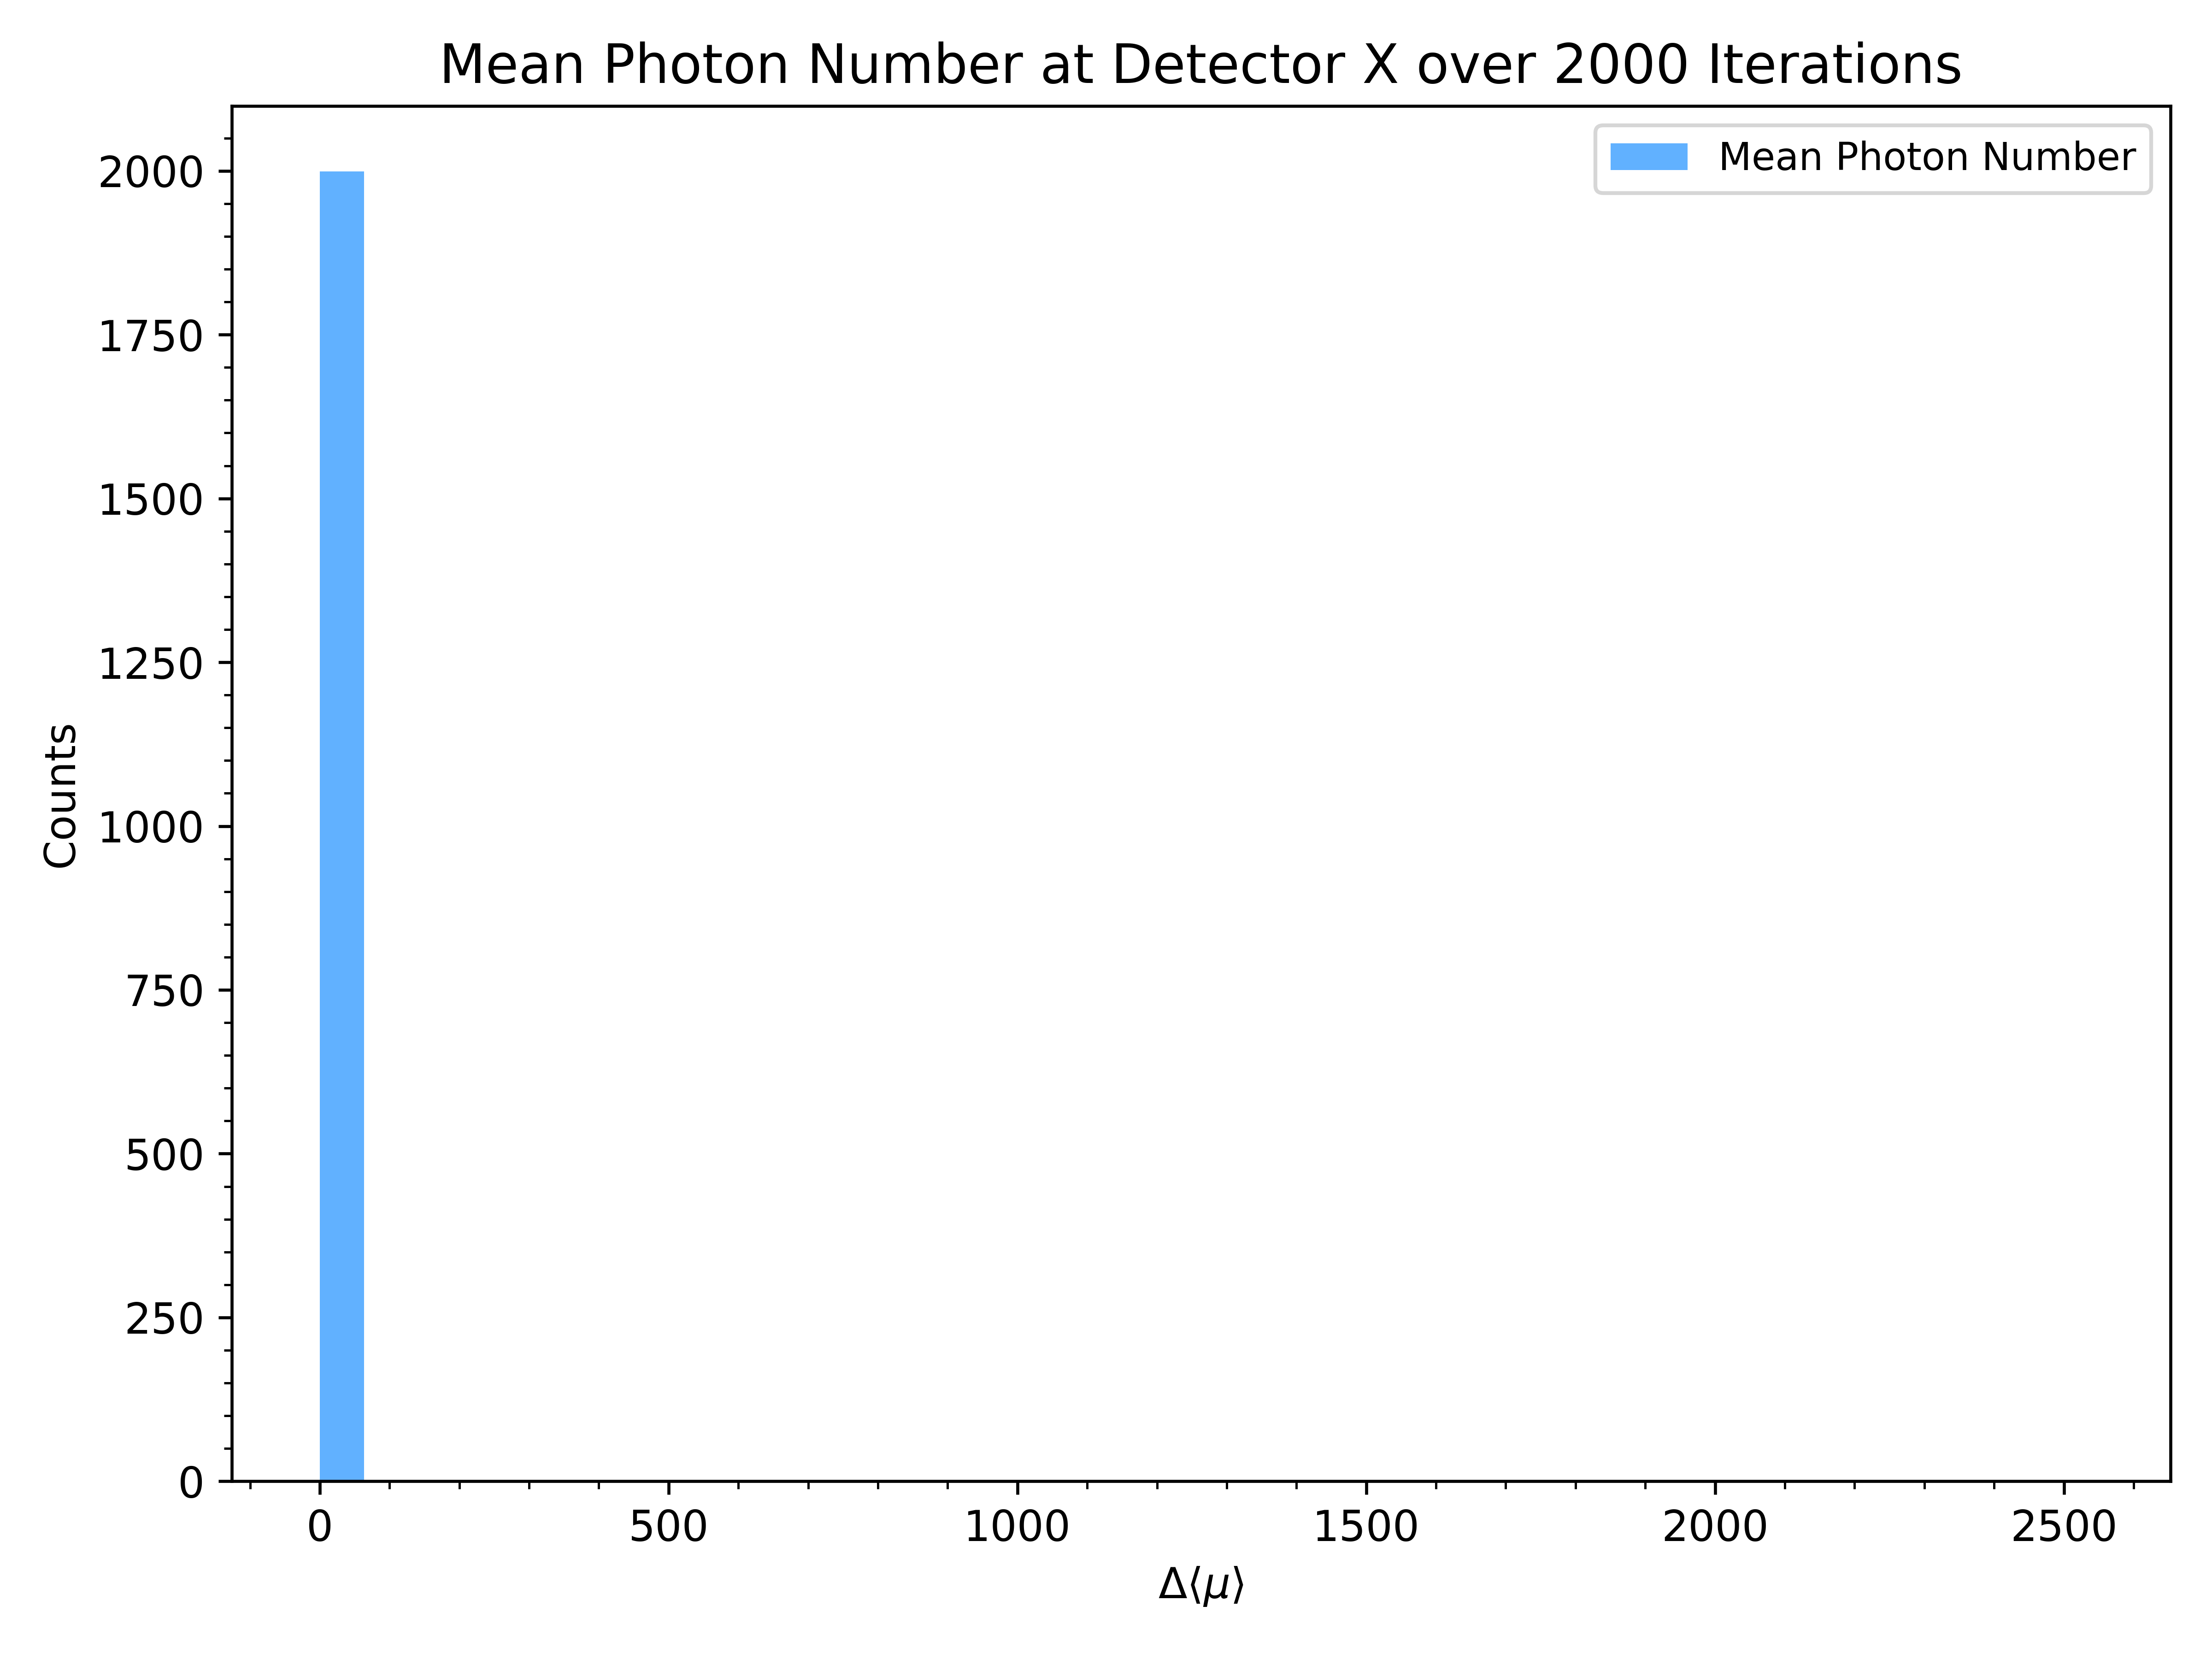 Mean Photon Number at Detector X over 2000 Iterations
Mean Photon Number
2000
1750
1500
1250
1000
750
500
250
0
Counts
0 500 1000 1500 2000 2500
Δ⟨μ⟩